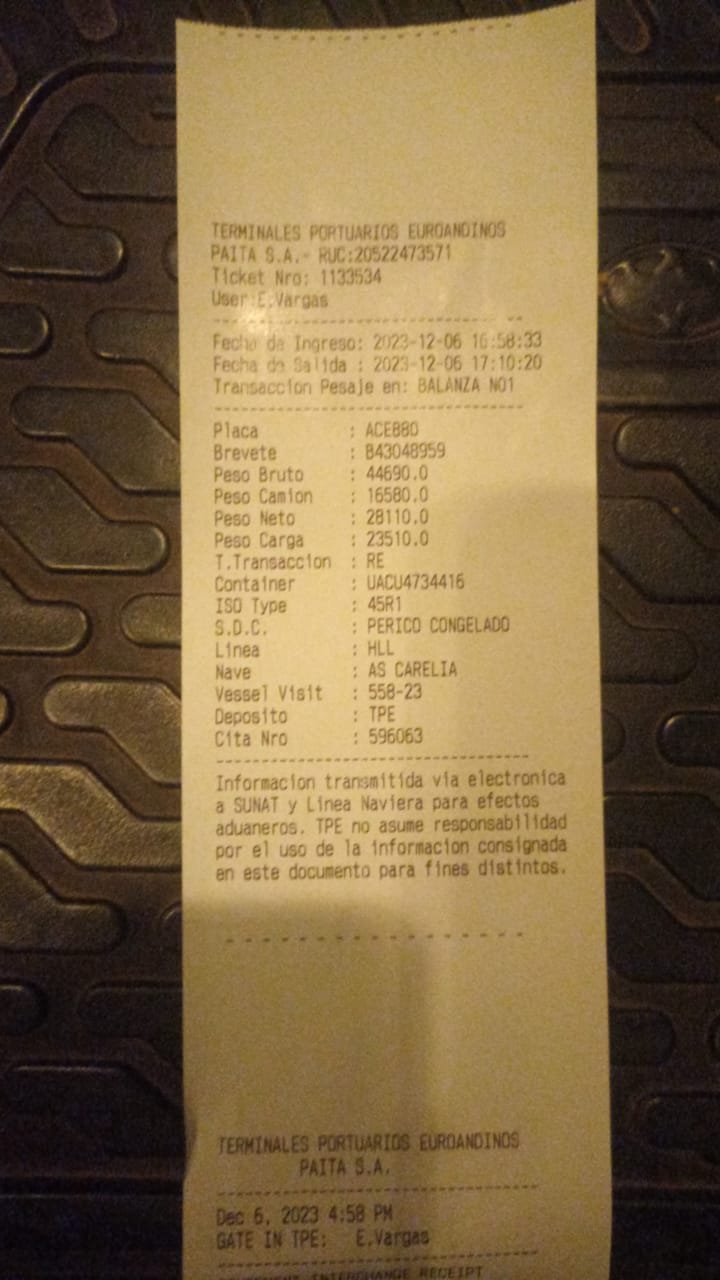 TERMINALES PORTUARIOS EUROANDINOS
PAITA S.A.- RUC:20522473571
Ticket Nro: 1133534
User:E.Vargas
Fecha de Ingreso: 2023-12-06 16:58:33
Fecha de Salida : 2023-12-06 17:10:20
Transaccion Pesaje en: BALANZA NO1
Placa : ACE880
Brevete : B43048959
Peso Bruto : 44690.0
Peso Camion : 16580.0
Peso Neto : 28110.0
Peso Carga : 23510.0
T.Transaccion : RE
Container : UACU4734416
ISO Type : 45R1
S.D.C. : PERICO CONGELADO
Linea : HLL
Nave : AS CARELIA
Vessel Visit : 558-23
Deposito : TPE
Cita Nro : 596063
Informacion transmitida via electronica
a SUNAT y Linea Naviera para efectos
aduaneros. TPE no asume responsabilidad
por el uso de la informacion consignada
en este documento para fines distintos.
TERMINALES PORTUARIOS EUROANDINOS
PAITA S.A.
Dec 6, 2023 4:58 PM
GATE IN TPE: E.Vargas
INTERCHANGE RECEIPT